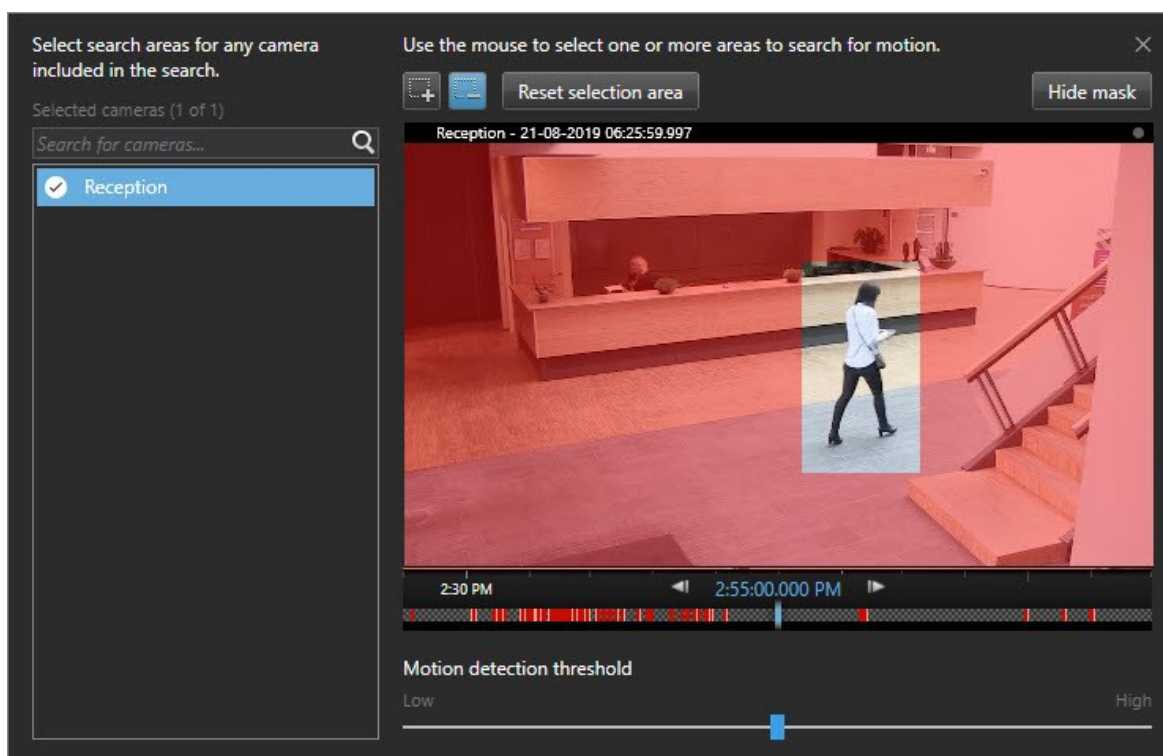 Select search areas for any camera
included in the search.
Selected cameras (1 of 1)
Search for cameras...
Reception
Use the mouse to select one or more areas to search for motion.
Reset selection area
Hide mask
Reception - 21-08-2019 06:25:59.997
2:30 PM
2:55:00.000 PM
Motion detection threshold
Low
High